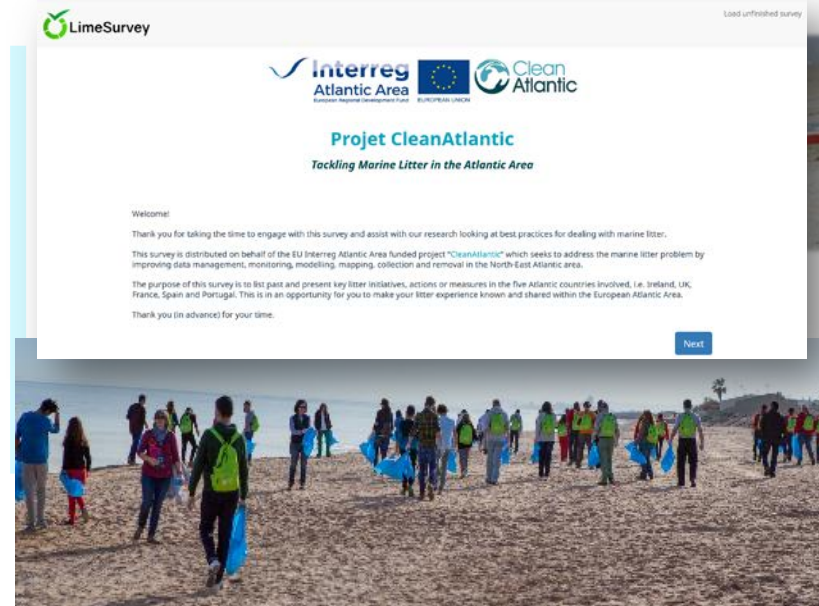 LimeSurvey
Load unfinished survey
Interreg
Atlantic Area
European Regional Development Fund
EUROPEAN UNION
Clean
Atlantic
Projet CleanAtlantic
Tackling Marine Litter in the Atlantic Area
Welcome!
Thank you for taking the time to engage with this survey and assist with our research looking at best practices for dealing with marine litter.
This survey is distributed on behalf of the EU Interreg Atlantic Area funded project "CleanAtlantic" which seeks to address the marine litter problem by
improving data management, monitoring, modelling, mapping, collection and removal in the North-East Atlantic area.
The purpose of this survey is to list past and present key litter initiatives, actions or measures in the five Atlantic countries involved, i.e. Ireland, UK,
France, Spain and Portugal. This is in an opportunity for you to make your litter experience known and shared within the European Atlantic Area.
Thank you (in advance) for your time.
Next